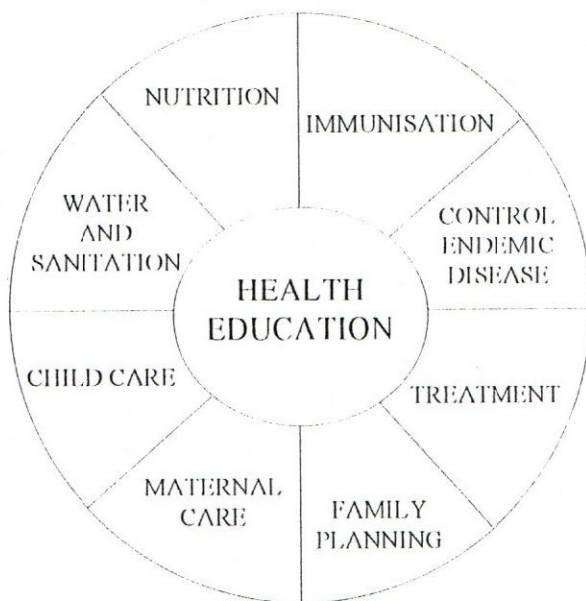 NUTRITION
IMMUNISATION
CONTROL
ENDEMIC
DISEASE
TREATMENT
FAMILY
PLANNING
MATERNAL
CARE
CHILD CARE
WATER
AND
SANITATION
HEALTH
EDUCATION